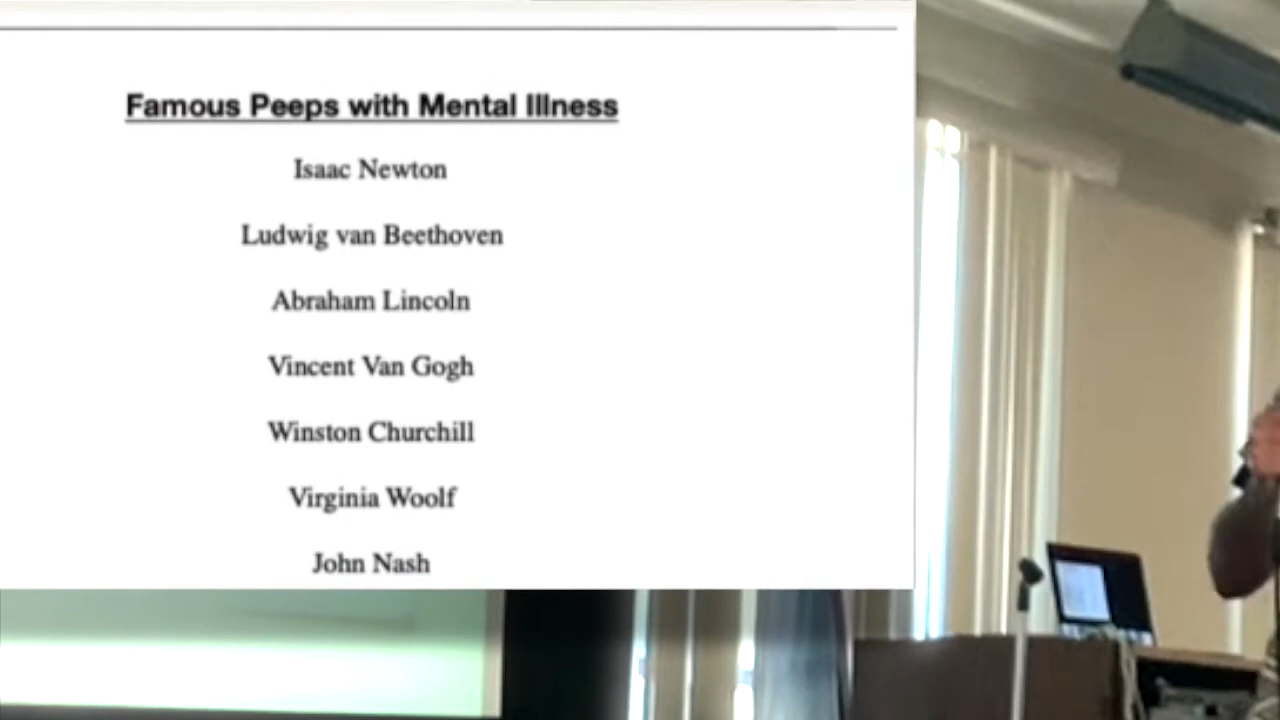 Famous Peeps with Mental Illness
Isaac Newton
Ludwig van Beethoven
Abraham Lincoln
Vincent Van Gogh
Winston Churchill
Virginia Woolf
John Nash